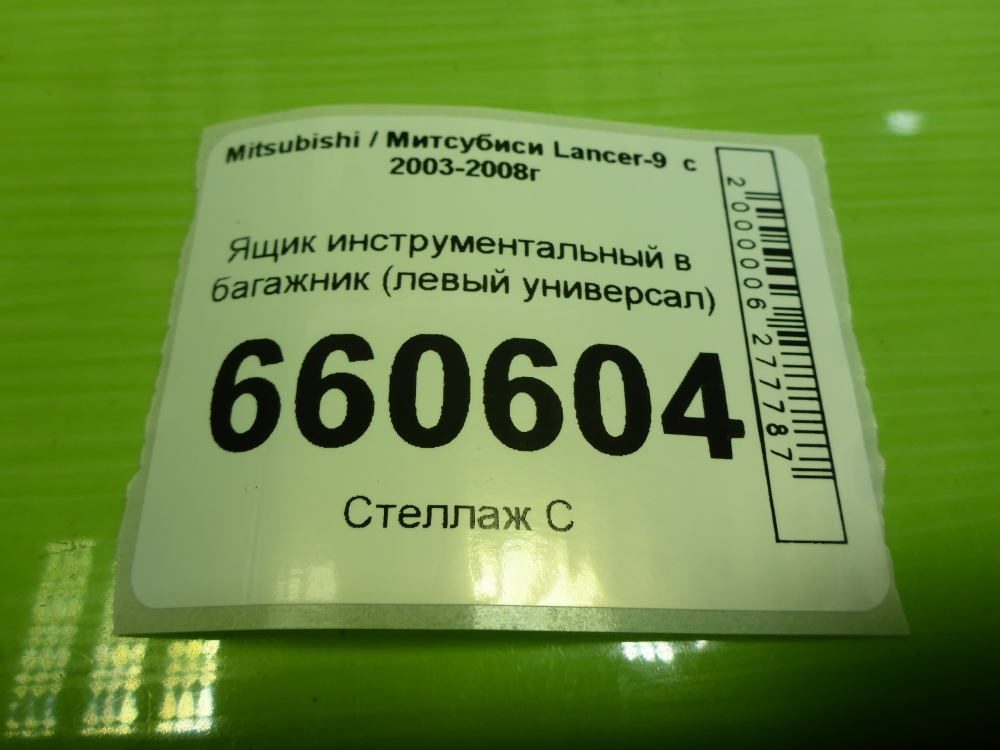 Mitsubishi / Митсубиси Lancer-9 с
2003-2008г
Ящик инструментальный в
багажник (левый универсал)
660604
Стеллаж С
2000006277787